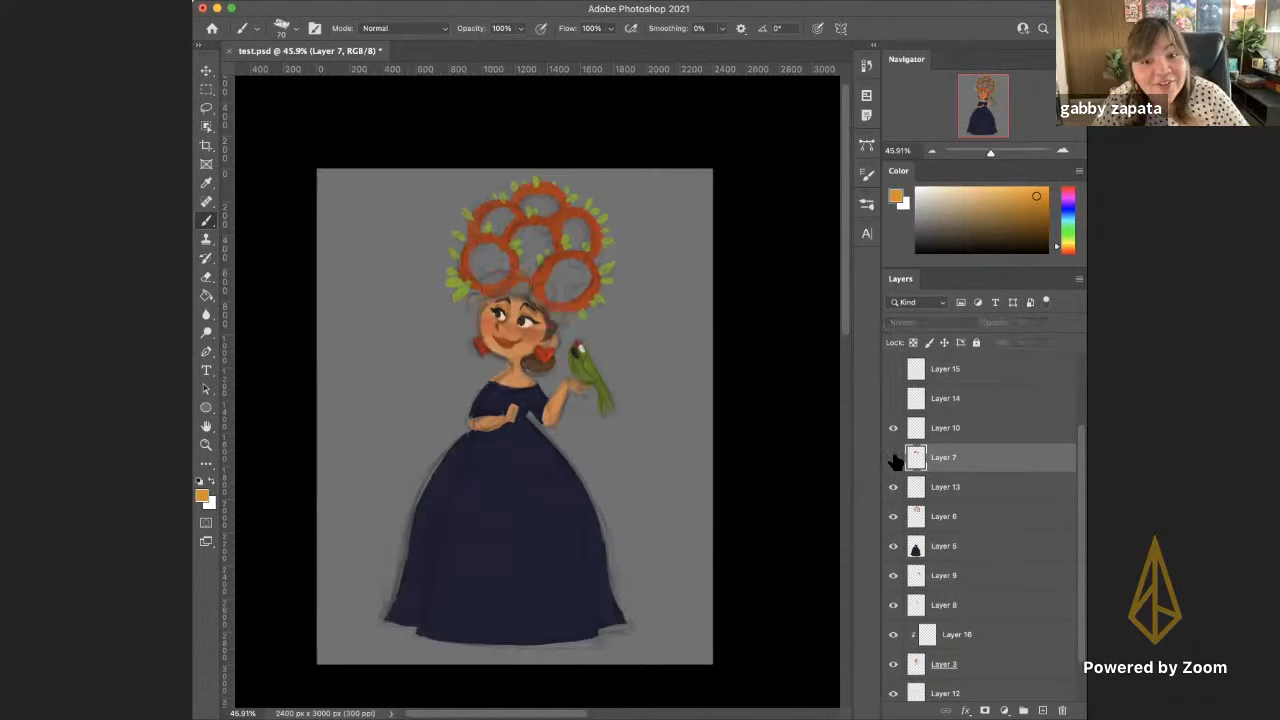 Adobe Photoshop 2021
70 Mode: Normal Opacity: 100% Flow: 100% Smoothing: 0% 0°
test.psd @ 45.9% (Layer 7, RGB/8) *
400 200 0 200 400 600 800 1000 1200 1400 1600 1800 2000 2200 2400 2600 2800 3000
Navigator
gabby zapata
45.91%
Color
Layers
Kind
Normal
Lock:
Layer 15
Layer 14
Layer 10
Layer 7
Layer 13
Layer 6
Layer 5
Layer 9
Layer 8
Layer 16
Layer 3
Layer 12
Powered by Zoom
45.91% 2400 px x 3000 px (300 ppi)